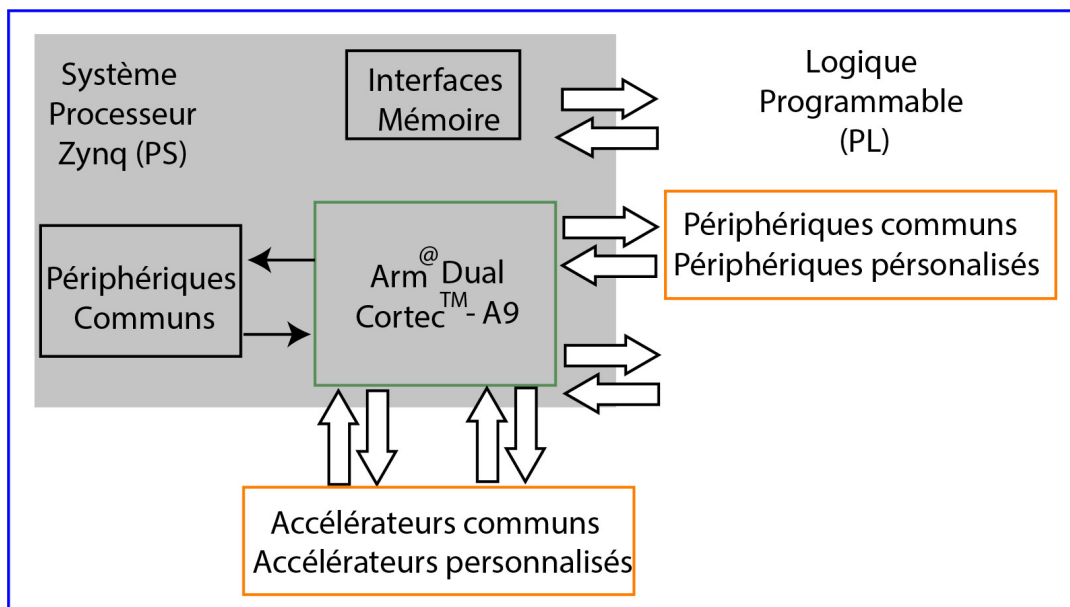 Système
Processeur
Zynq (PS)
Interfaces
Mémoire
Logique
Programmable
(PL)
Périphériques
Communs
Arm@Dual
Cortec™- A9
Périphériques communs
Périphériques pérsonalisés
Accélérateurs communs
Accélérateurs personnalisés